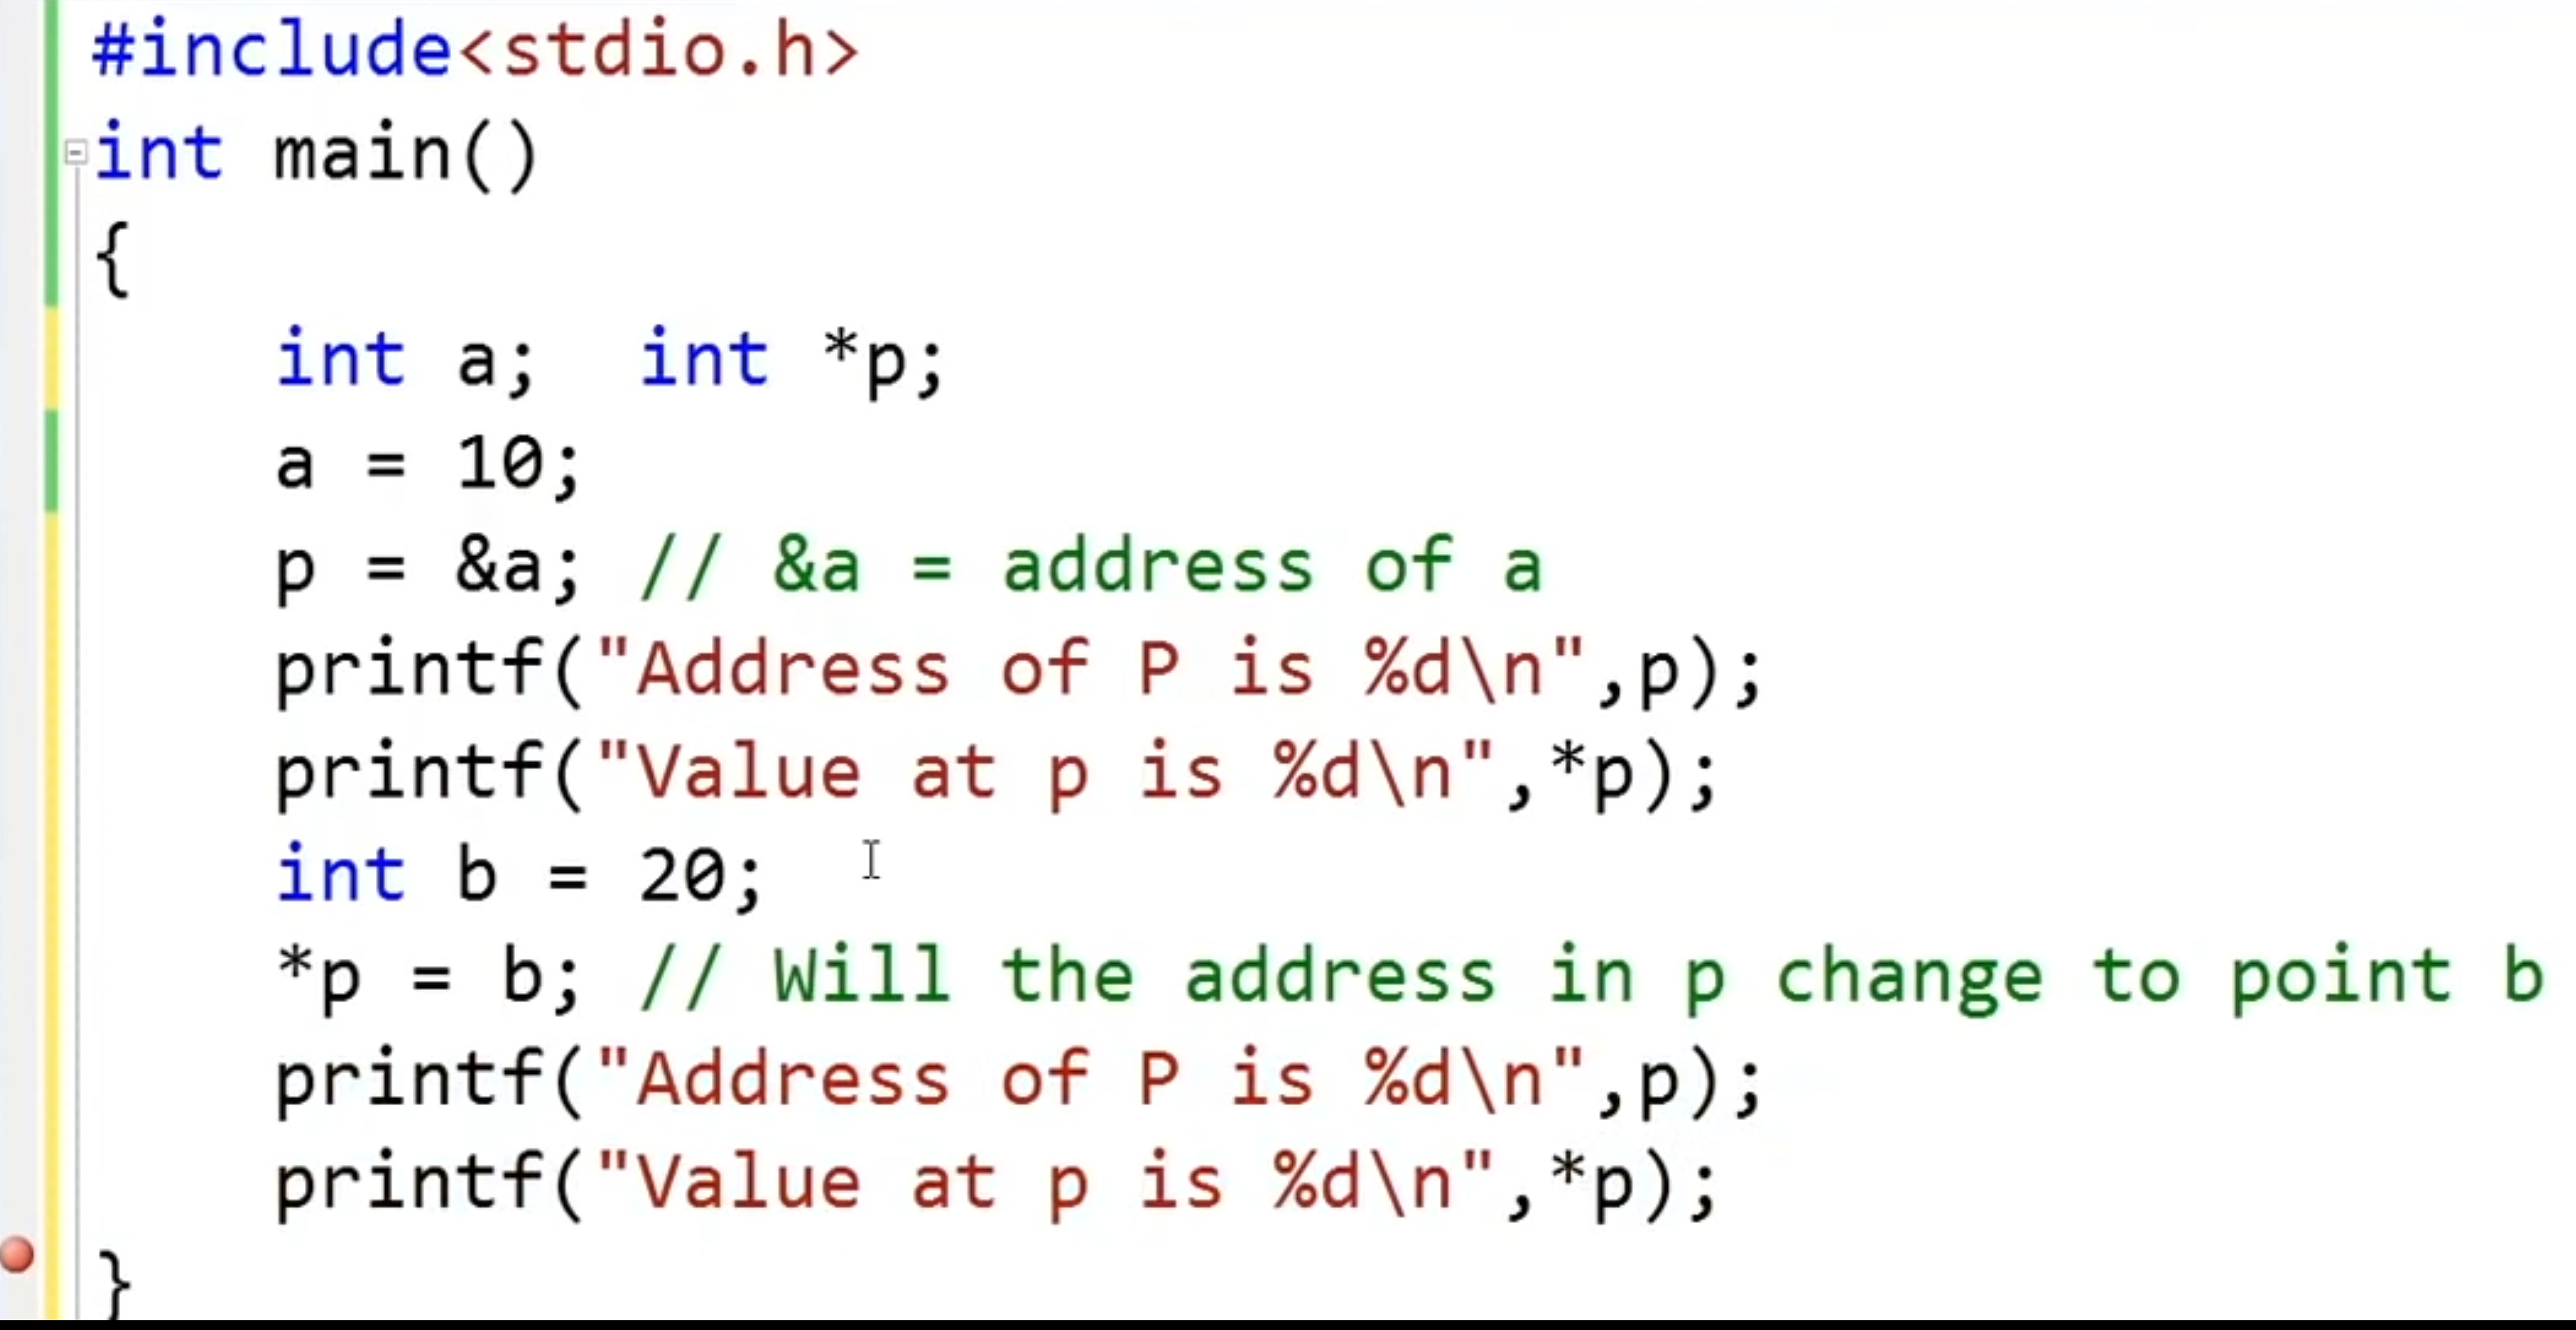 #include<stdio.h>
int main()
{
int a;  int *p;
a = 10;
p = &a; // &a = address of a
printf("Address of P is %d\n",p);
printf("Value at p is %d\n",*p);
int b = 20;
*p = b; // Will the address in p change to point b
printf("Address of P is %d\n",p);
printf("Value at p is %d\n",*p);
}